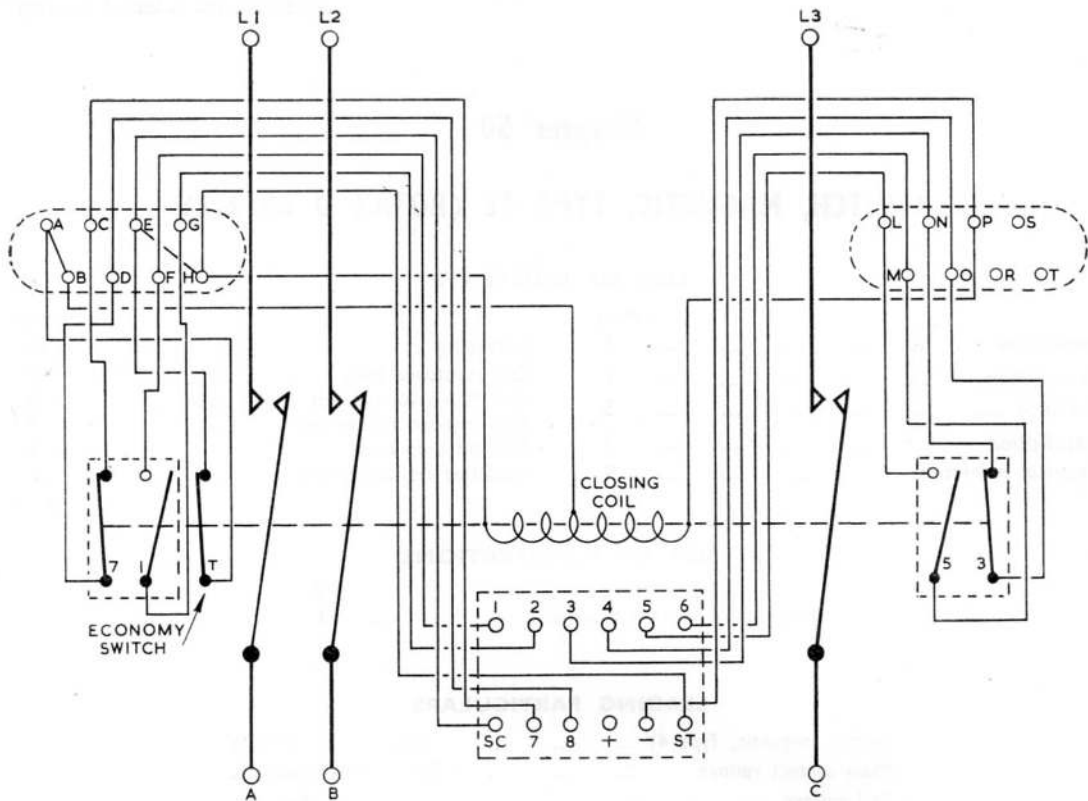 L1 L2 L3
A C E G
B D F H
L N P S
M O R T
CLOSING
COIL
7 1 T
5 3
ECONOMY
SWITCH
1 2 3 4 5 6
SC 7 8 + − ST
A B C